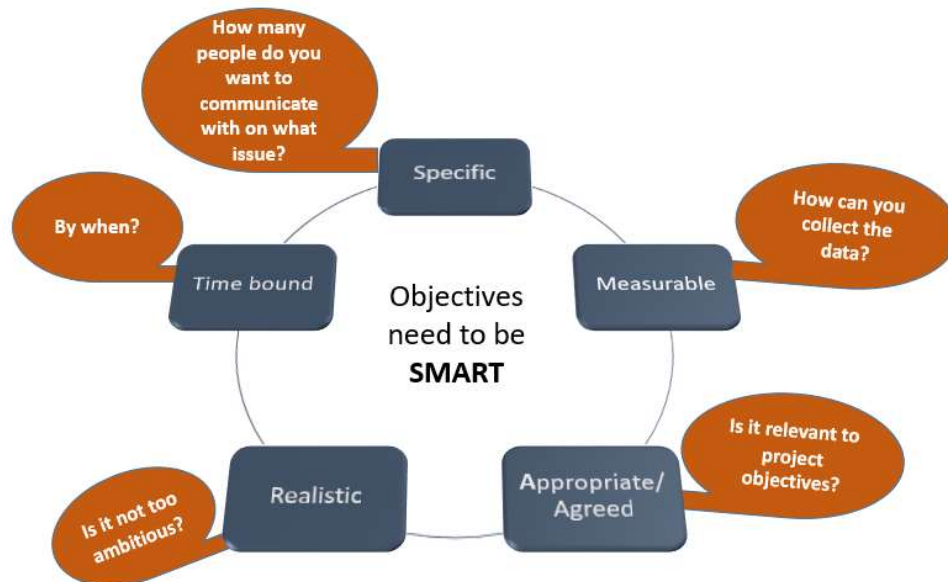 How many
people do you
want to
communicate
with on what
issue?
Specific
How can you
collect the
data?
Measurable
Is it relevant to
project
objectives?
Appropriate/
Agreed
Is it not too
ambitious?
Realistic
By when?
Time bound
Objectives
need to be
SMART